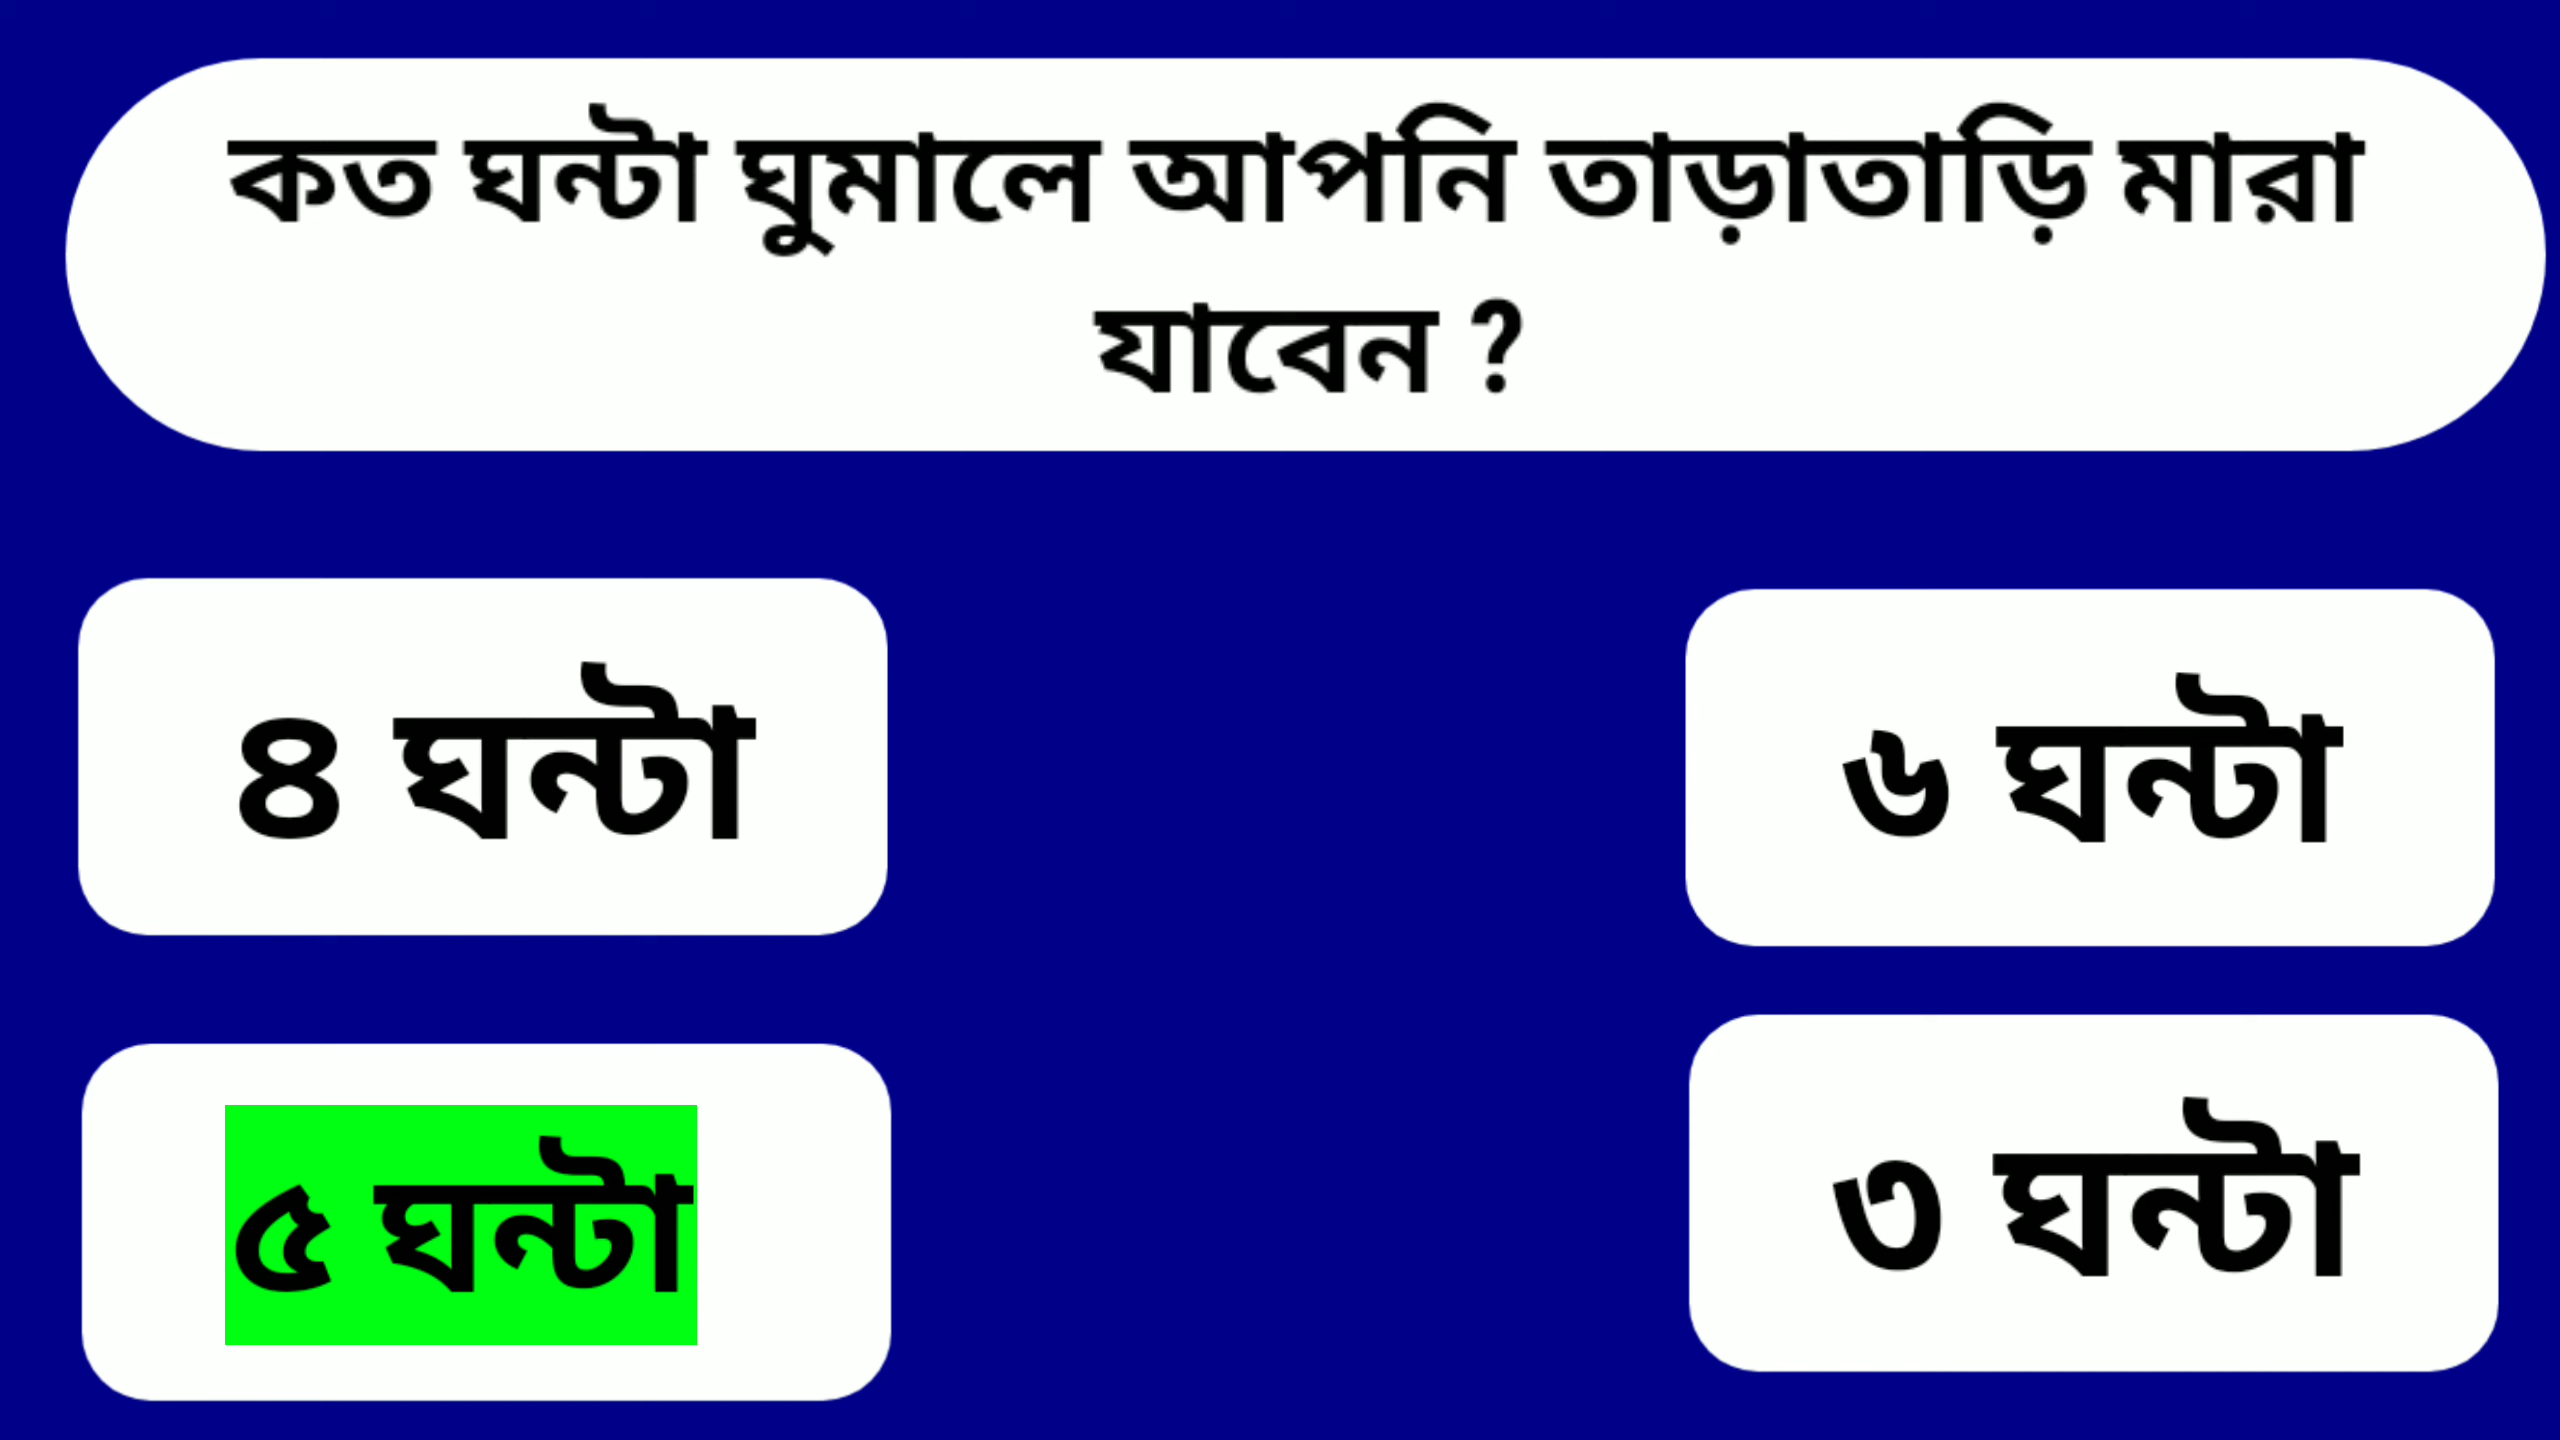 কত ঘন্টা ঘুমালে আপনি তাড়াতাড়ি মারা
যাবেন ?
৪ ঘন্টা
৬ ঘন্টা
৫ ঘন্টা
৩ ঘন্টা